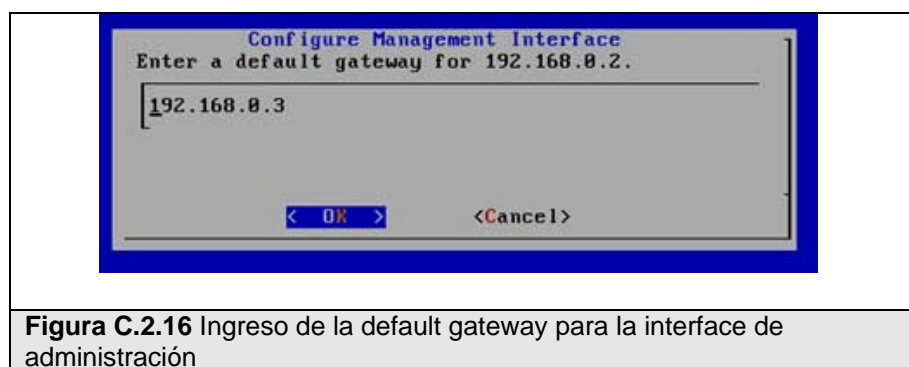 Configure Management Interface
Enter a default gateway for 192.168.0.2.
192.168.0.3
< OK > <Cancel>
Figura C.2.16 Ingreso de la default gateway para la interface de
administración